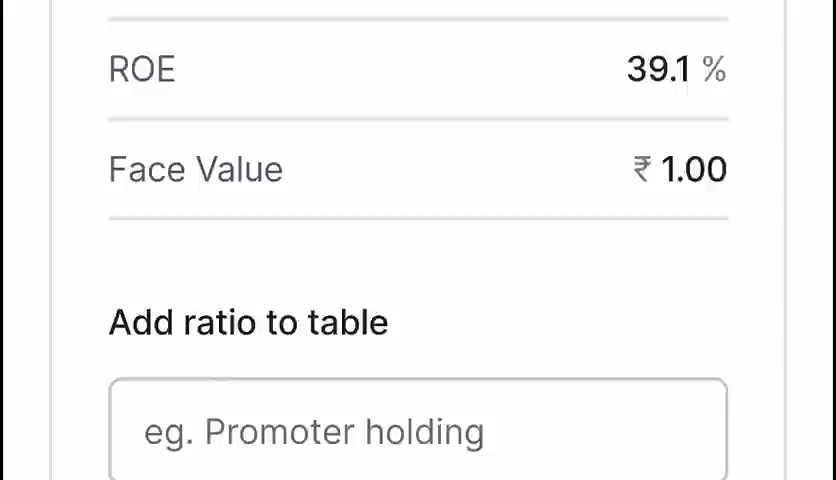 ROE 39.1 %
Face Value ₹ 1.00
Add ratio to table
eg. Promoter holding